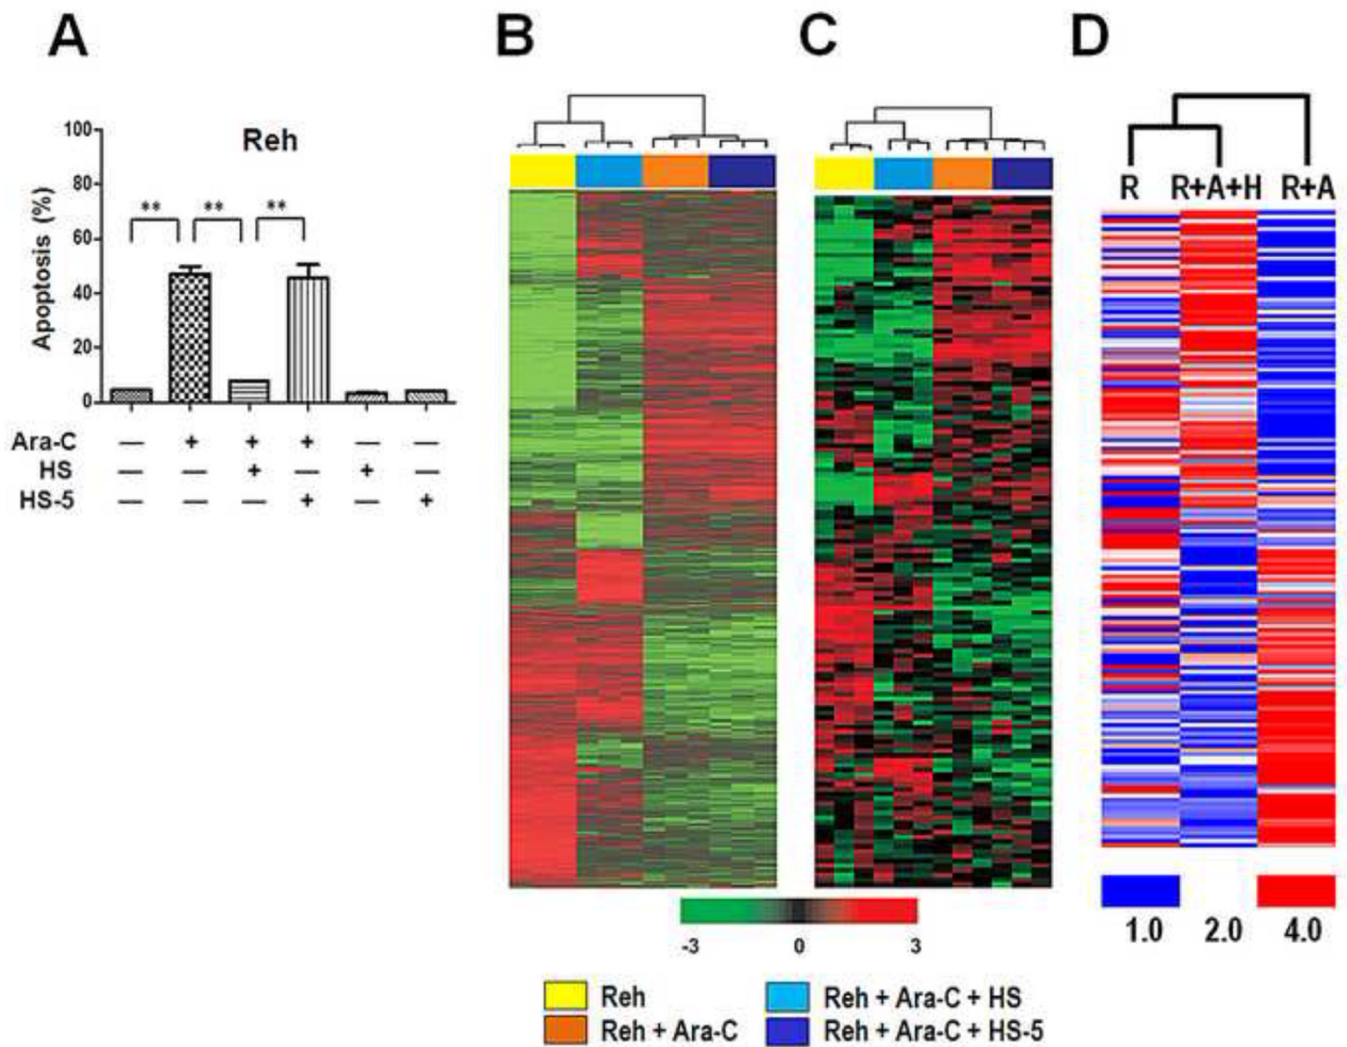 A
B
C
D
Reh
Apoptosis (%)
100
80
60
40
20
0
** ** **
R R+A+H R+A
Ara-C — + + + — —
HS — — + — + —
HS-5 — — — + — +
-3 0 3
1.0 2.0 4.0
Reh
Reh + Ara-C + HS
Reh + Ara-C
Reh + Ara-C + HS-5